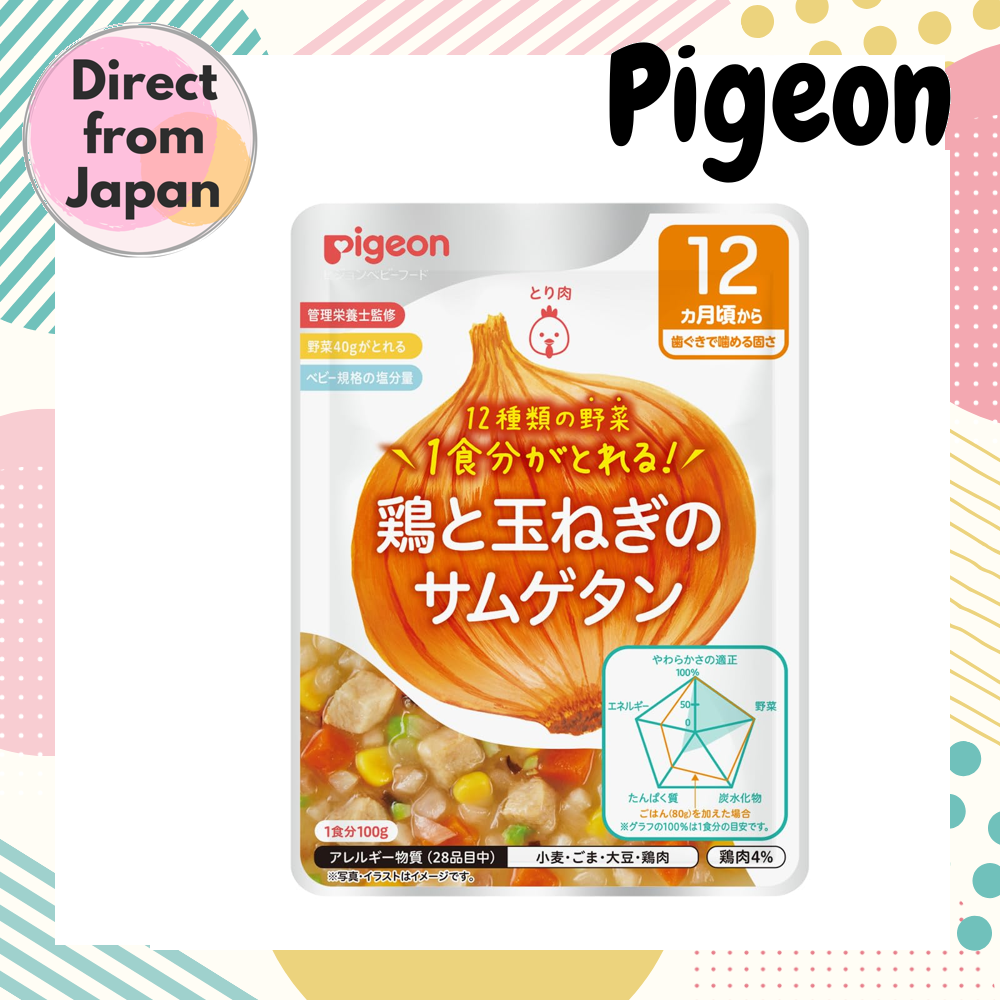 Direct
from
Japan
Pigeon
Pigeon
ピジョンベビーフード
12
ヵ月頃から
歯ぐきで噛める固さ
とり肉
管理栄養士監修
野菜40gがとれる
ベビー規格の塩分量
12種類の野菜
1食分がとれる!
鶏と玉ねぎの
サムゲタン
やわらかさの適正
100%
エネルギー
50
野菜
0
たんぱく質
炭水化物
ごはん(80g)を加えた場合
※グラフの100%は1食分の目安です。
1食分100g
アレルギー物質(28品目中)
小麦・ごま・大豆・鶏肉
鶏肉4%
※写真・イラストはイメージです。